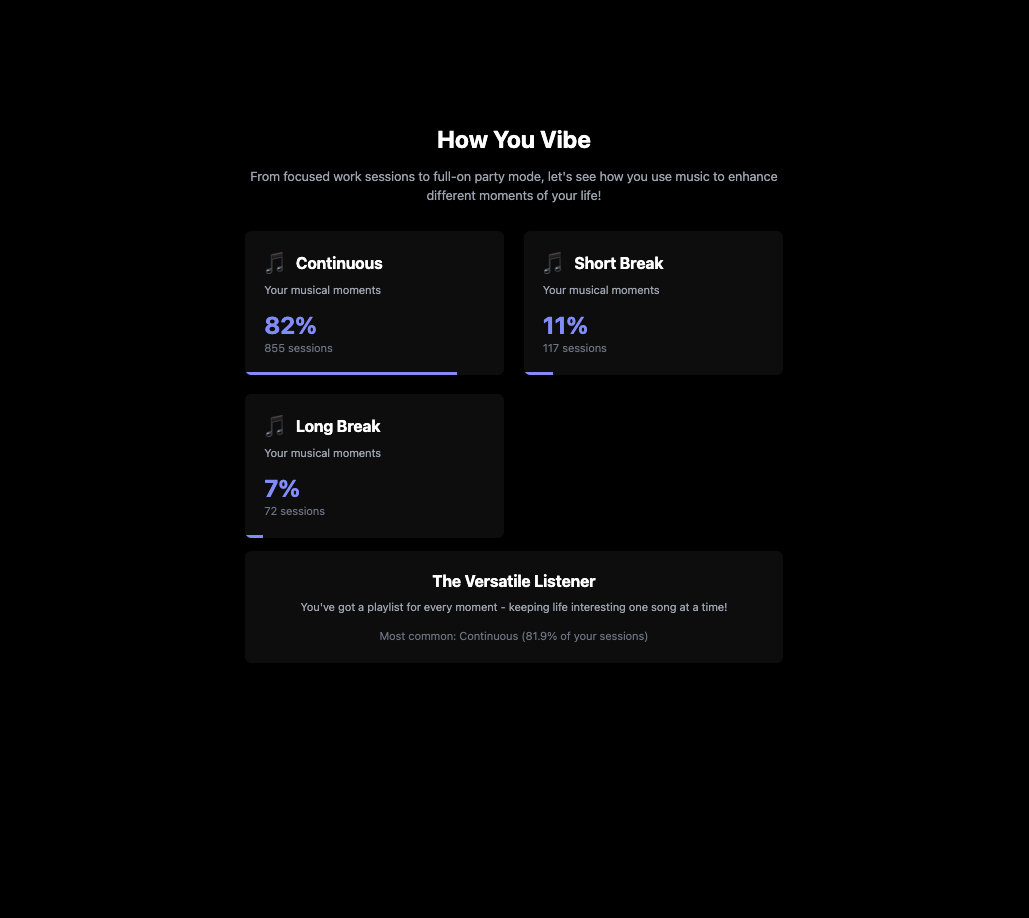 How You Vibe
From focused work sessions to full-on party mode, let's see how you use music to enhance
different moments of your life!
Continuous
Your musical moments
82%
855 sessions
Short Break
Your musical moments
11%
117 sessions
Long Break
Your musical moments
7%
72 sessions
The Versatile Listener
You've got a playlist for every moment - keeping life interesting one song at a time!
Most common: Continuous (81.9% of your sessions)